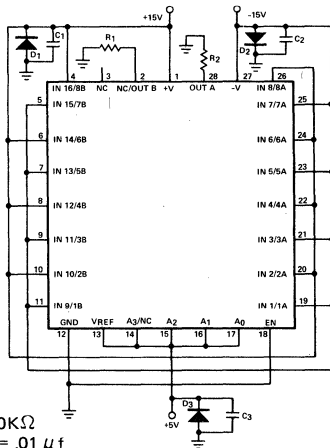 +15V
-15V
D1
C1
R1
R2
D2
C2
4
3
2
1
28
27
26
IN 16/8B
NC
NC/OUT B
+V
OUT A
-V
IN 8/8A
5
IN 15/7B
IN 7/7A
25
6
IN 14/6B
IN 6/6A
24
7
IN 13/5B
IN 5/5A
23
8
IN 12/4B
IN 4/4A
22
9
IN 11/3B
IN 3/3A
21
10
IN 10/2B
IN 2/2A
20
11
IN 9/1B
IN 1/1A
19
GND
VREF
A3/NC
A2
A1
A0
EN
12
13
14
15
16
17
18
+5V
D3
C3
0KΩ
= .01 μf